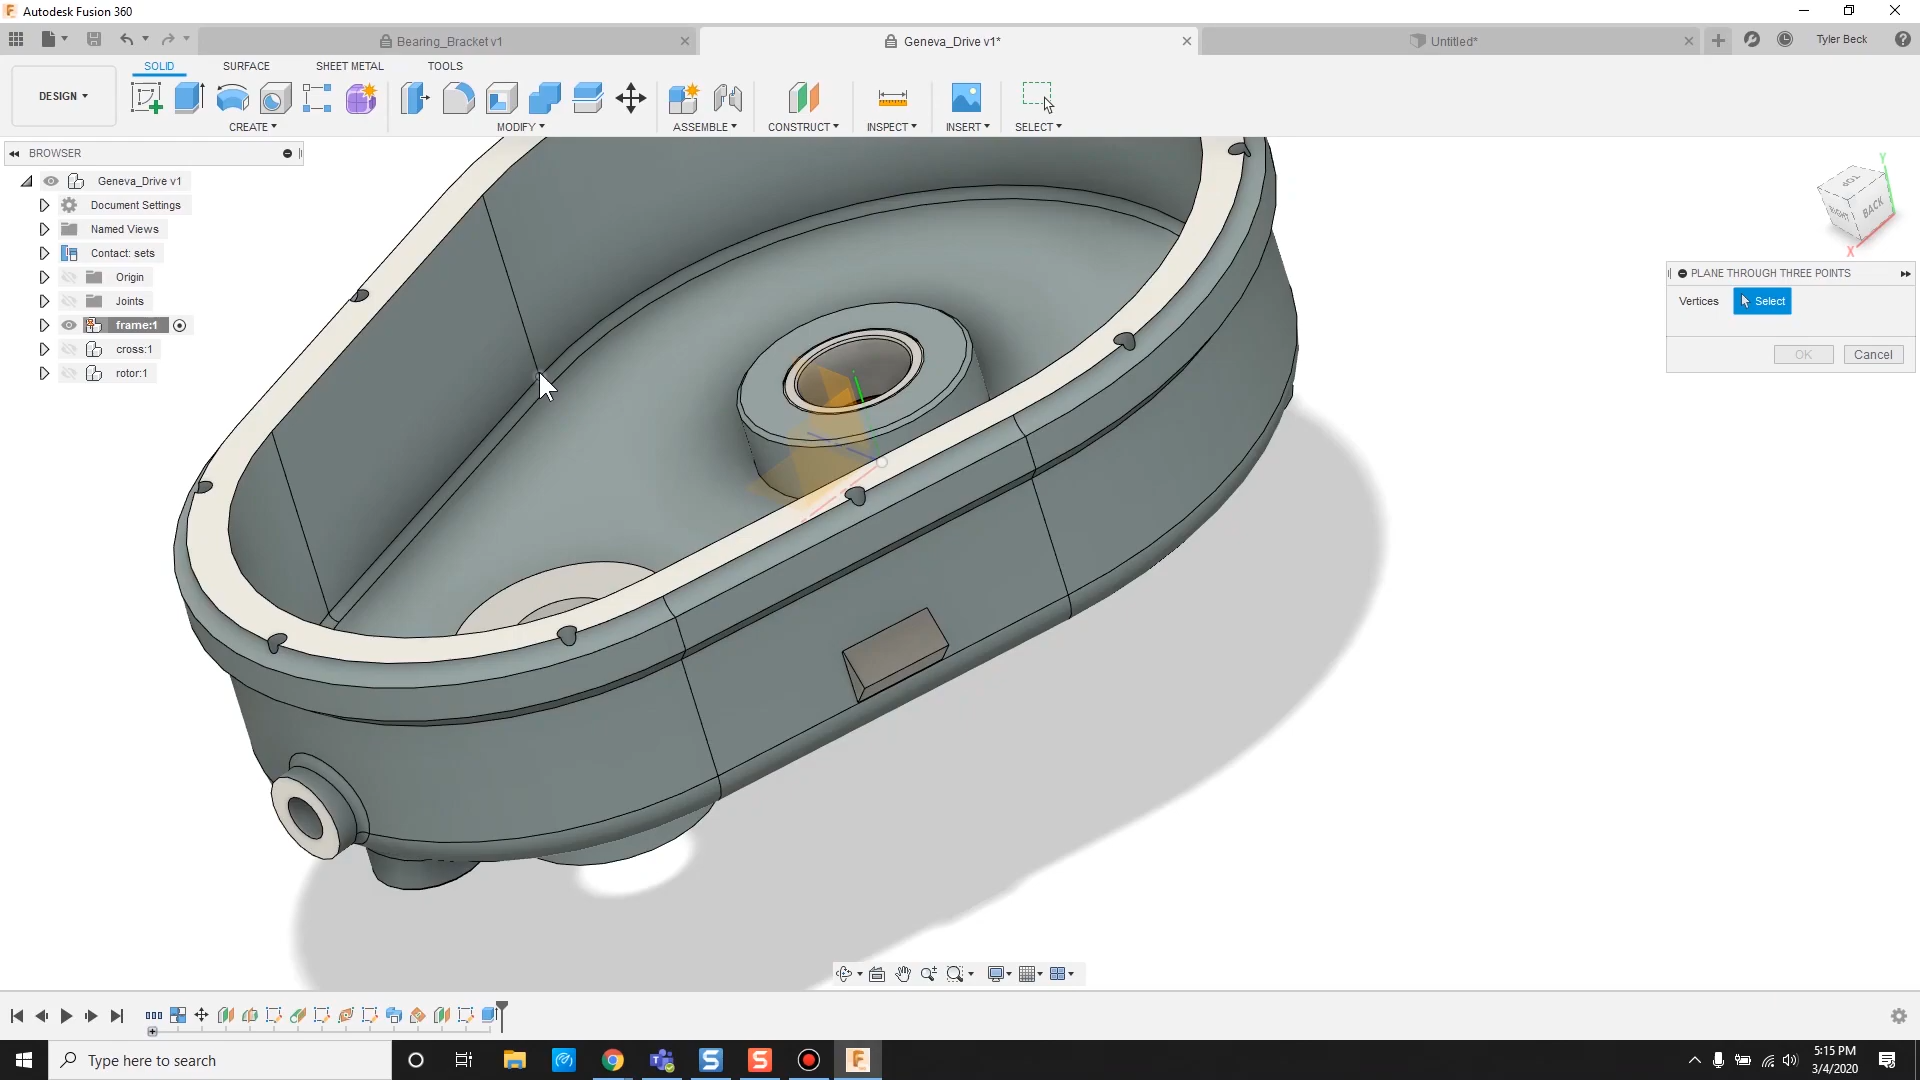 Autodesk Fusion 360
Bearing_Bracket v1
Geneva_Drive v1*
Untitled*
Tyler Beck
SOLID
SURFACE
SHEET METAL
TOOLS
DESIGN
CREATE
MODIFY
ASSEMBLE
CONSTRUCT
INSPECT
INSERT
SELECT
BROWSER
Geneva_Drive v1
Document Settings
Named Views
Contact: sets
Origin
Joints
frame:1
cross:1
rotor:1
Y
TOP
RIGHT
BACK
X
PLANE THROUGH THREE POINTS
Vertices
Select
OK
Cancel
Type here to search
5:15 PM
3/4/2020